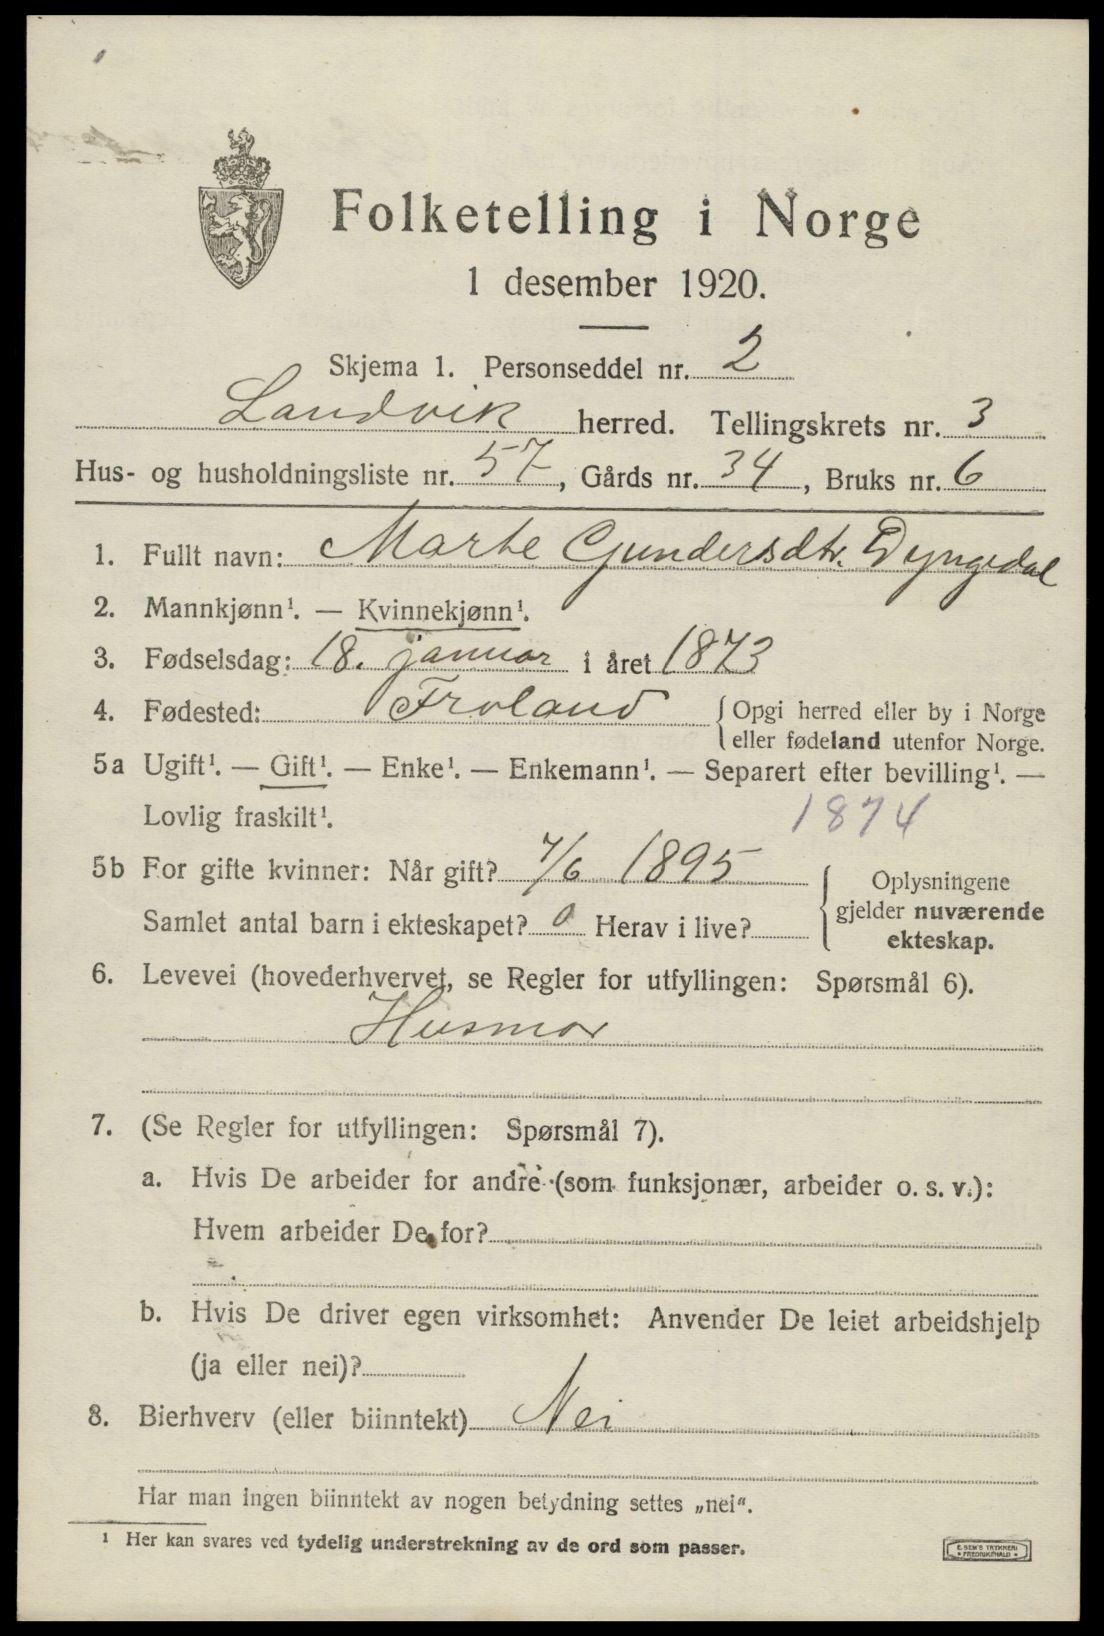 Folketelling i Norge
1 desember 1920.
Skjema 1. Personseddel nr. 2
Landvik herred. Tellingskrets nr. 3
Hus- og husholdningsliste nr. 57, Gårds nr. 34, Bruks nr. 6
1. Fullt navn: Marte Gundersdtr. Dyngedal
2. Mannkjønn¹. — Kvinnekjønn¹.
3. Fødselsdag: 18. januar i året 1873
4. Fødested: Froland { Opgi herred eller by i Norge
eller fødeland utenfor Norge.
5a Ugift¹. — Gift¹. — Enke¹. — Enkemann¹. — Separert efter bevilling¹. —
Lovlig fraskilt¹. 1874
5b For gifte kvinner: Når gift? 7/6 1895
Samlet antal barn i ekteskapet? 0 Herav i live?
{ Oplysningene
gjelder nuværende
ekteskap.
6. Levevei (hovederhvervet, se Regler for utfyllingen: Spørsmål 6).
Husmor
7. (Se Regler for utfyllingen: Spørsmål 7).
a. Hvis De arbeider for andre (som funksjonær, arbeider o. s. v.):
Hvem arbeider De for?
b. Hvis De driver egen virksomhet: Anvender De leiet arbeidshjelp
(ja eller nei)?
8. Bierhverv (eller biinntekt) Nei
Har man ingen biinntekt av nogen betydning settes „nei".
¹ Her kan svares ved tydelig understrekning av de ord som passer.
E. SEM'S TRYKKERI
FREDRIKSHALD